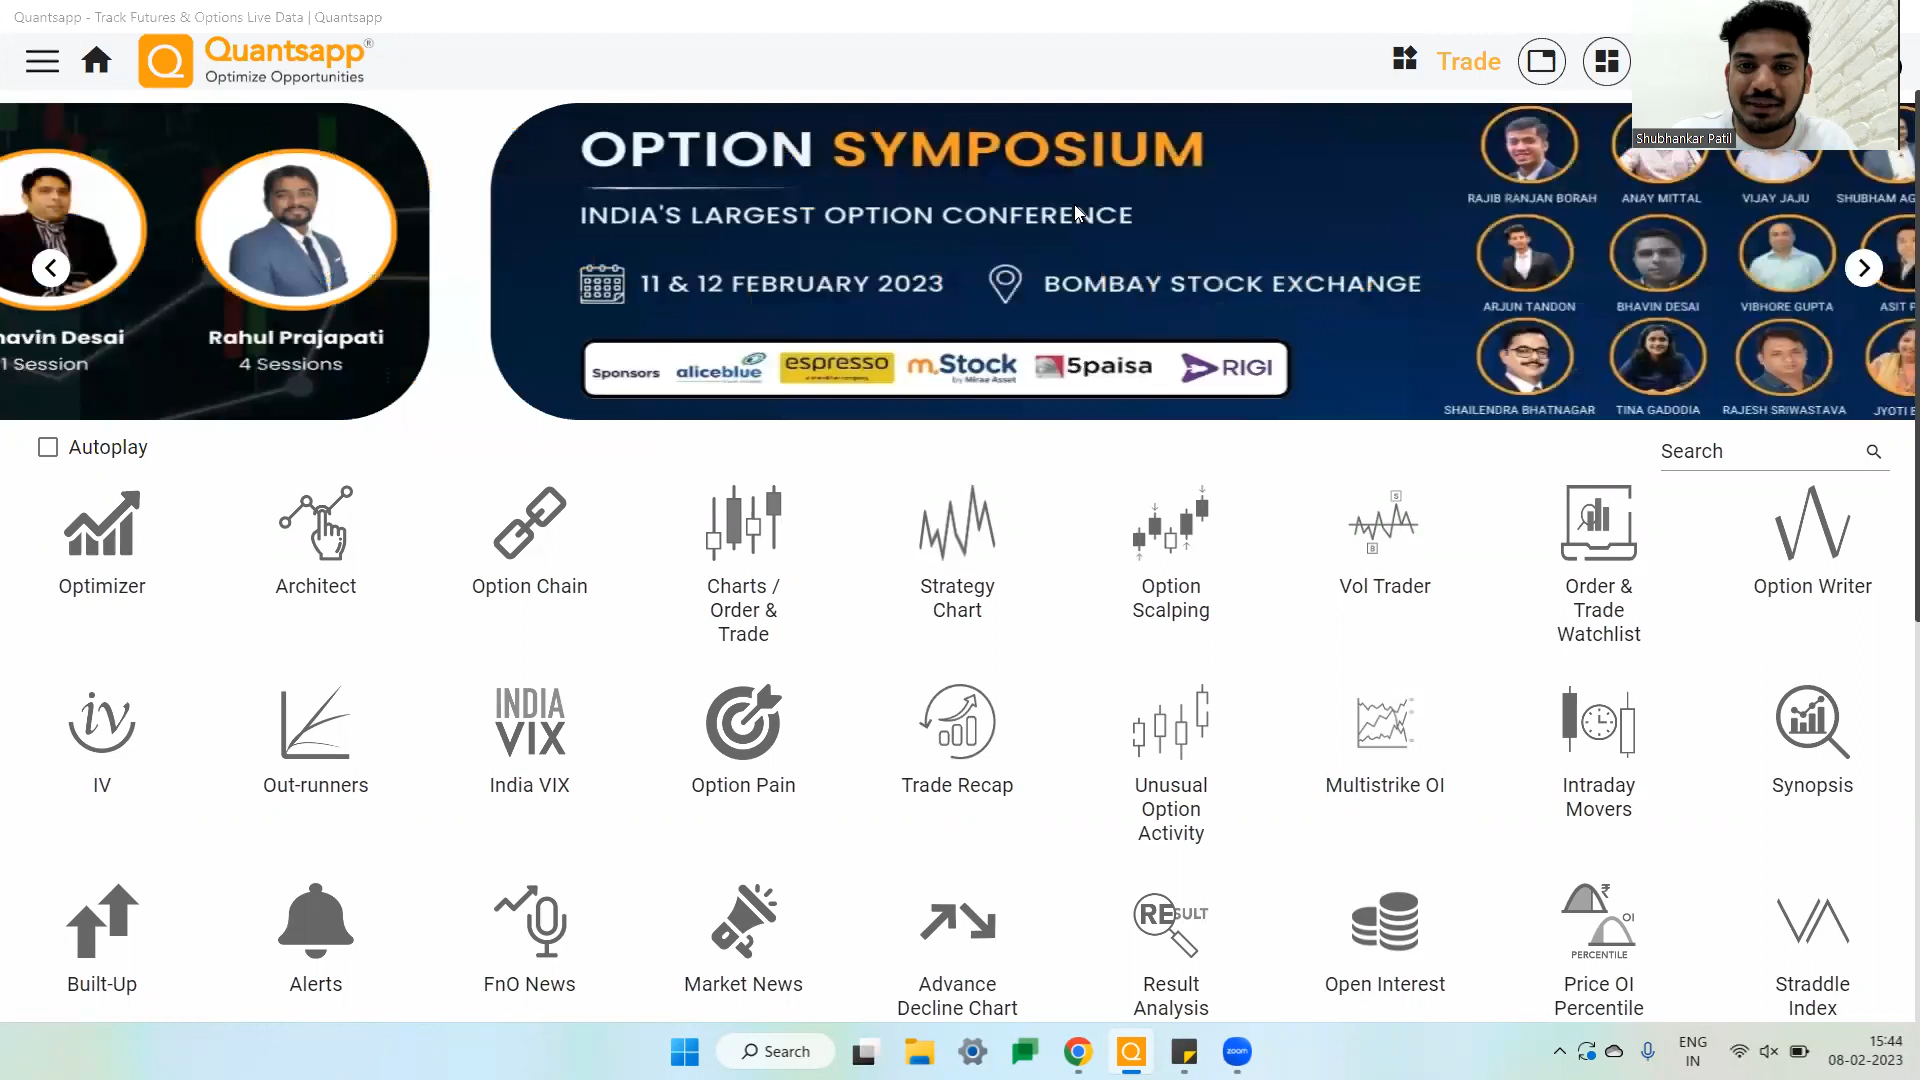 Quantsapp - Track Futures & Options Live Data | Quantsapp
Quantsapp®
Optimize Opportunities
Trade
Shubhankar Patil
havin Desai
1 Session
Rahul Prajapati
4 Sessions
OPTION SYMPOSIUM
INDIA'S LARGEST OPTION CONFERENCE
11 & 12 FEBRUARY 2023
BOMBAY STOCK EXCHANGE
Sponsors
aliceblue
espresso
m.Stock
by Mirae Asset
5paisa
RIGI
RAJIB RANJAN BORAH
ANAY MITTAL
VIJAY JAJU
SHUBHAM AG
ARJUN TANDON
BHAVIN DESAI
VIBHORE GUPTA
ASIT P
SHAILENDRA BHATNAGAR
TINA GADODIA
RAJESH SRIWASTAVA
JYOTI B
Autoplay
Search
Optimizer
Architect
Option Chain
Charts /
Order &
Trade
Strategy
Chart
Option
Scalping
S
B
Vol Trader
Order &
Trade
Watchlist
Option Writer
iv
IV
Out-runners
INDIA
VIX
India VIX
Option Pain
Trade Recap
Unusual
Option
Activity
Multistrike OI
Intraday
Movers
Synopsis
Built-Up
Alerts
FnO News
Market News
Advance
Decline Chart
RESULT
Result
Analysis
Open Interest
₹
OI
PERCENTILE
Price OI
Percentile
Straddle
Index
Search
zoom
ENG
IN
15:44
08-02-2023